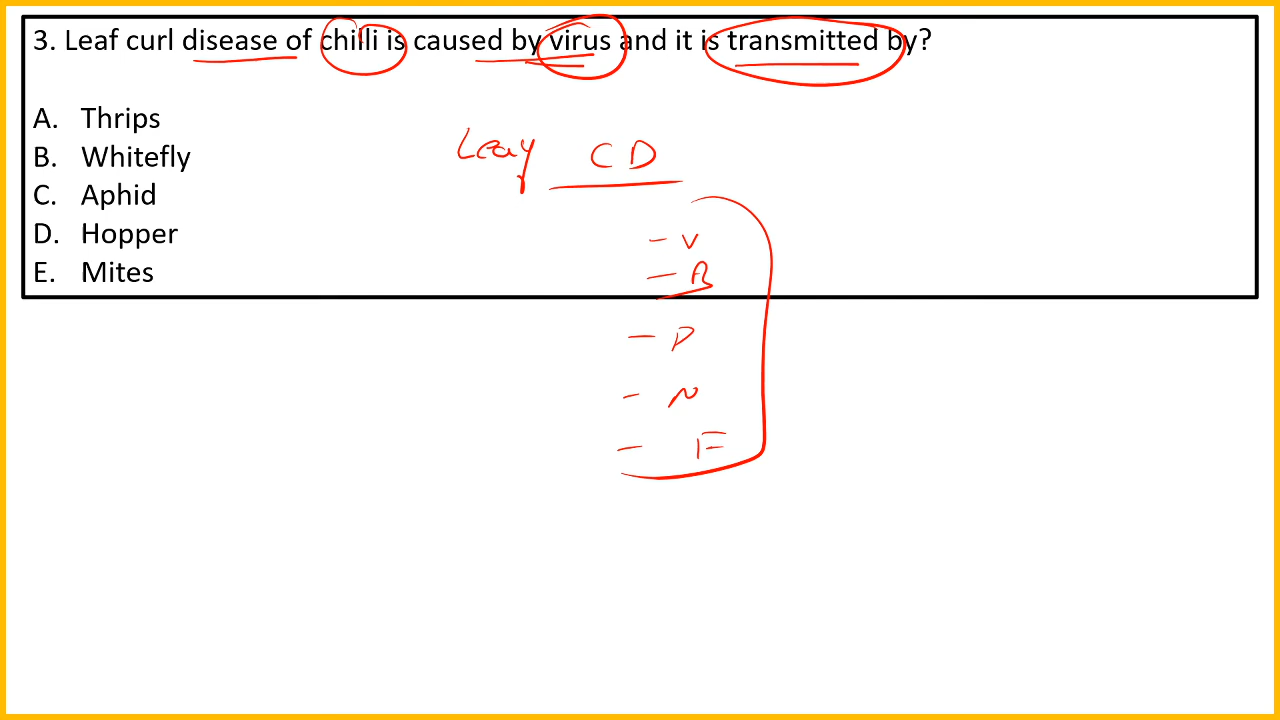 3. Leaf curl disease of chilli is caused by virus and it is transmitted by?
A. Thrips
B. Whitefly
C. Aphid
D. Hopper
E. Mites
Leaf C D
- V
- B
- P
- N
- F